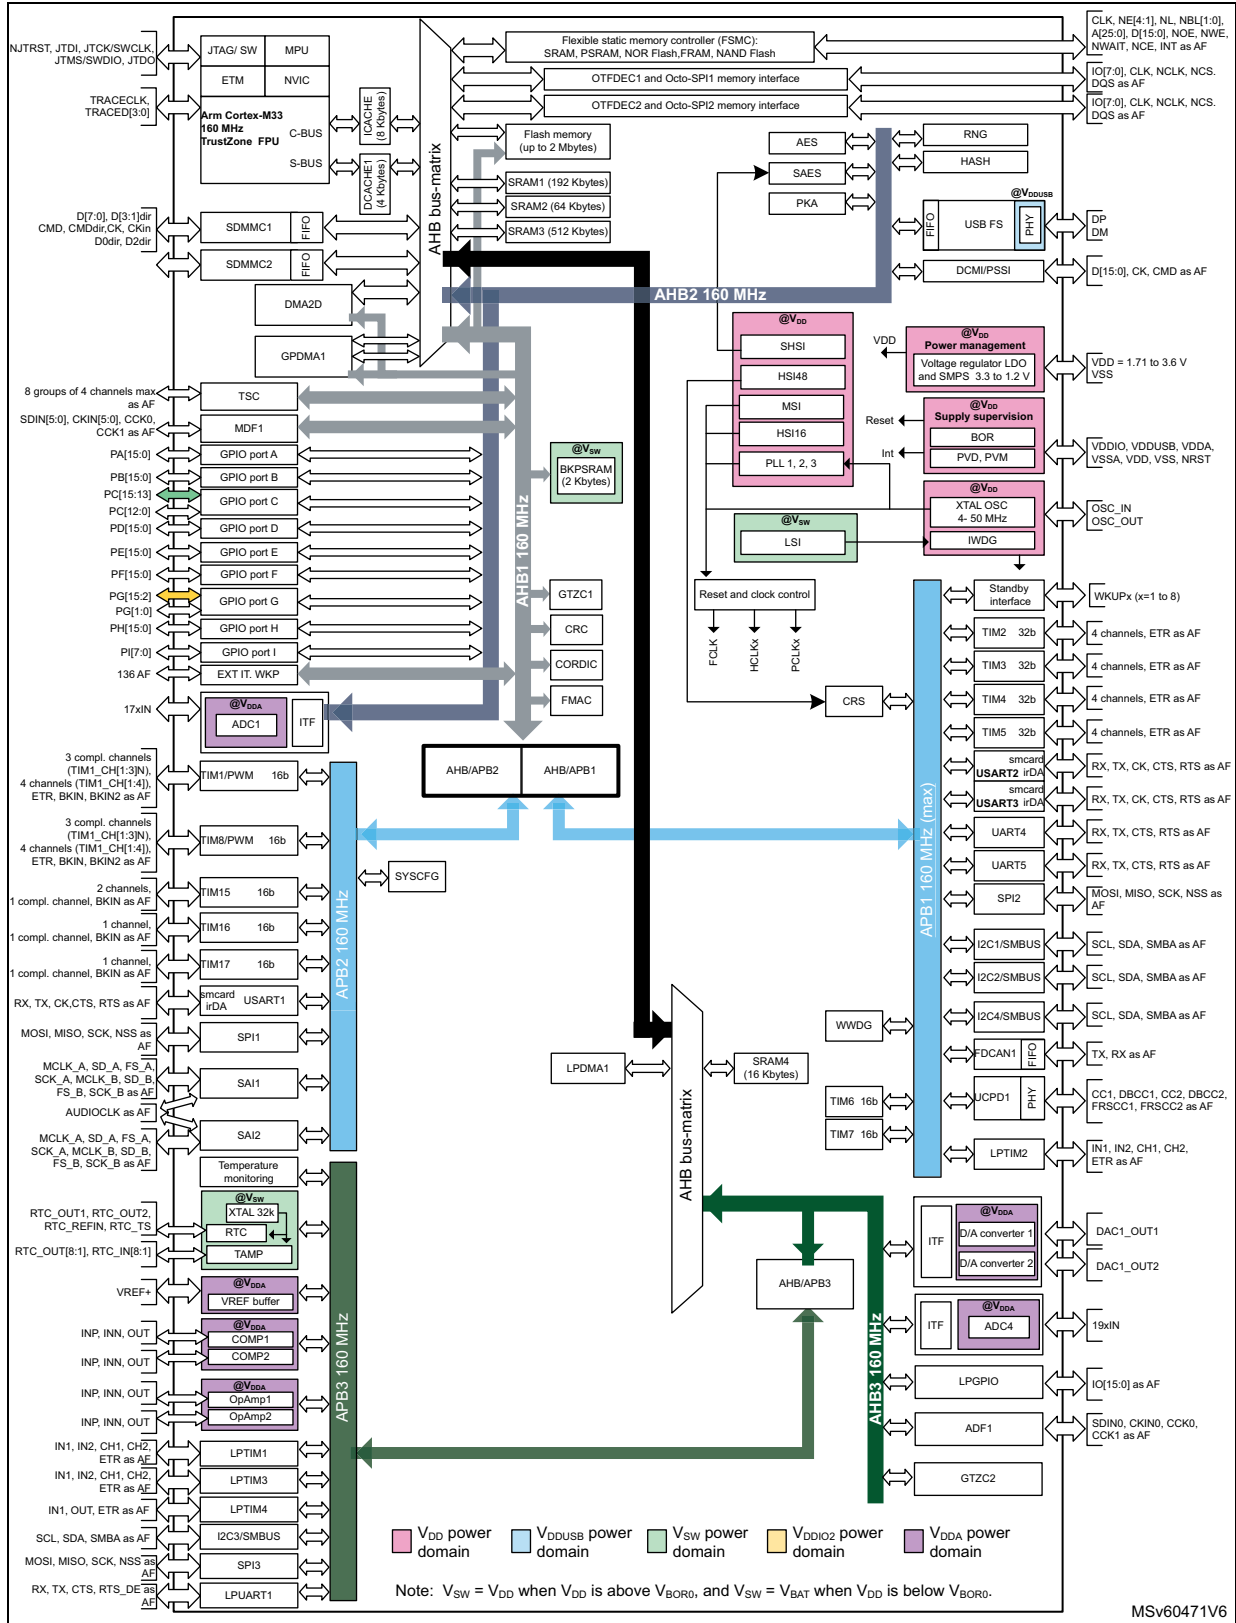 NJTRST, JTDI, JTCK/SWCLK,
JTMS/SWDIO, JTDO
TRACECLK,
TRACED[3:0]
JTAG/ SW
MPU
ETM
NVIC
Arm Cortex-M33
160 MHz
TrustZone FPU
C-BUS
S-BUS
ICACHE
(8 Kbytes)
DCACHE1
(4 Kbytes)
AHB bus-matrix
Flexible static memory controller (FSMC):
SRAM, PSRAM, NOR Flash,FRAM, NAND Flash
OTFDEC1 and Octo-SPI1 memory interface
OTFDEC2 and Octo-SPI2 memory interface
Flash memory
(up to 2 Mbytes)
SRAM1 (192 Kbytes)
SRAM2 (64 Kbytes)
SRAM3 (512 Kbytes)
CLK, NE[4:1], NL, NBL[1:0],
A[25:0], D[15:0], NOE, NWE,
NWAIT, NCE, INT as AF
IO[7:0], CLK, NCLK, NCS.
DQS as AF
IO[7:0], CLK, NCLK, NCS.
DQS as AF
AES
SAES
PKA
RNG
HASH
@VDDUSB
FIFO
USB FS
PHY
DP
DM
DCMI/PSSI
D[15:0], CK, CMD as AF
AHB2 160 MHz
D[7:0], D[3:1]dir
CMD, CMDdir,CK, CKin
D0dir, D2dir
SDMMC1
FIFO
SDMMC2
FIFO
DMA2D
GPDMA1
8 groups of 4 channels max
as AF
TSC
SDIN[5:0], CKIN[5:0], CCK0,
CCK1 as AF
MDF1
PA[15:0]
GPIO port A
PB[15:0]
GPIO port B
PC[15:13]
GPIO port C
PC[12:0]
PD[15:0]
GPIO port D
PE[15:0]
GPIO port E
PF[15:0]
GPIO port F
PG[15:2]
GPIO port G
PG[1:0]
PH[15:0]
GPIO port H
PI[7:0]
GPIO port I
136 AF
EXT IT. WKP
17xIN
@VDDA
ADC1
ITF
AHB1 160 MHz
@VSW
BKPSRAM
(2 Kbytes)
GTZC1
CRC
CORDIC
FMAC
@VDD
SHSI
HSI48
MSI
HSI16
PLL 1, 2, 3
@VSW
LSI
VDD
@VDD
Power management
Voltage regulator LDO
and SMPS 3.3 to 1.2 V
VDD = 1.71 to 3.6 V
VSS
@VDD
Supply supervision
Reset
BOR
Int
PVD, PVM
VDDIO, VDDUSB, VDDA,
VSSA, VDD, VSS, NRST
@VDD
XTAL OSC
4- 50 MHz
IWDG
OSC_IN
OSC_OUT
Reset and clock control
FCLK
HCLKx
PCLKx
CRS
AHB/APB2
AHB/APB1
APB1 160 MHz (max)
Standby
interface
WKUPx (x=1 to 8)
TIM2 32b
4 channels, ETR as AF
TIM3 32b
4 channels, ETR as AF
TIM4 32b
4 channels, ETR as AF
TIM5 32b
4 channels, ETR as AF
smcard
USART2 irDA
RX, TX, CK, CTS, RTS as AF
smcard
USART3 irDA
RX, TX, CK, CTS, RTS as AF
UART4
RX, TX, CTS, RTS as AF
UART5
RX, TX, CTS, RTS as AF
SPI2
MOSI, MISO, SCK, NSS as
AF
I2C1/SMBUS
SCL, SDA, SMBA as AF
I2C2/SMBUS
SCL, SDA, SMBA as AF
I2C4/SMBUS
SCL, SDA, SMBA as AF
FDCAN1
FIFO
TX, RX as AF
UCPD1
PHY
CC1, DBCC1, CC2, DBCC2,
FRSCC1, FRSCC2 as AF
LPTIM2
IN1, IN2, CH1, CH2,
ETR as AF
WWDG
TIM6 16b
TIM7 16b
3 compl. channels
(TIM1_CH[1:3]N),
4 channels (TIM1_CH[1:4]),
ETR, BKIN, BKIN2 as AF
TIM1/PWM 16b
3 compl. channels
(TIM1_CH[1:3]N),
4 channels (TIM1_CH[1:4]),
ETR, BKIN, BKIN2 as AF
TIM8/PWM 16b
2 channels,
1 compl. channel, BKIN as AF
TIM15 16b
1 channel,
1 compl. channel, BKIN as AF
TIM16 16b
1 channel,
1 compl. channel, BKIN as AF
TIM17 16b
RX, TX, CK,CTS, RTS as AF
smcard
irDA USART1
MOSI, MISO, SCK, NSS as
AF
SPI1
MCLK_A, SD_A, FS_A,
SCK_A, MCLK_B, SD_B,
FS_B, SCK_B as AF
SAI1
AUDIOCLK as AF
MCLK_A, SD_A, FS_A,
SCK_A, MCLK_B, SD_B,
FS_B, SCK_B as AF
SAI2
APB2 160 MHz
SYSCFG
LPDMA1
AHB bus-matrix
SRAM4
(16 Kbytes)
Temperature
monitoring
@VSW
XTAL 32k
RTC
TAMP
RTC_OUT1, RTC_OUT2,
RTC_REFIN, RTC_TS
RTC_OUT[8:1], RTC_IN[8:1]
VREF+
@VDDA
VREF buffer
INP, INN, OUT
@VDDA
COMP1
COMP2
INP, INN, OUT
INP, INN, OUT
@VDDA
OpAmp1
OpAmp2
INP, INN, OUT
IN1, IN2, CH1, CH2,
ETR as AF
LPTIM1
IN1, IN2, CH1, CH2,
ETR as AF
LPTIM3
IN1, OUT, ETR as AF
LPTIM4
SCL, SDA, SMBA as AF
I2C3/SMBUS
MOSI, MISO, SCK, NSS as
AF
SPI3
RX, TX, CTS, RTS_DE as
AF
LPUART1
APB3 160 MHz
AHB/APB3
AHB3 160 MHz
ITF
@VDDA
D/A converter 1
D/A converter 2
DAC1_OUT1
DAC1_OUT2
ITF
@VDDA
ADC4
19xIN
LPGPIO
IO[15:0] as AF
ADF1
SDIN0, CKIN0, CCK0,
CCK1 as AF
GTZC2
VDD power
domain
VDDUSB power
domain
VSW power
domain
VDDIO2 power
domain
VDDA power
domain
Note: VSW = VDD when VDD is above VBOR0, and VSW = VBAT when VDD is below VBOR0.
MSv60471V6